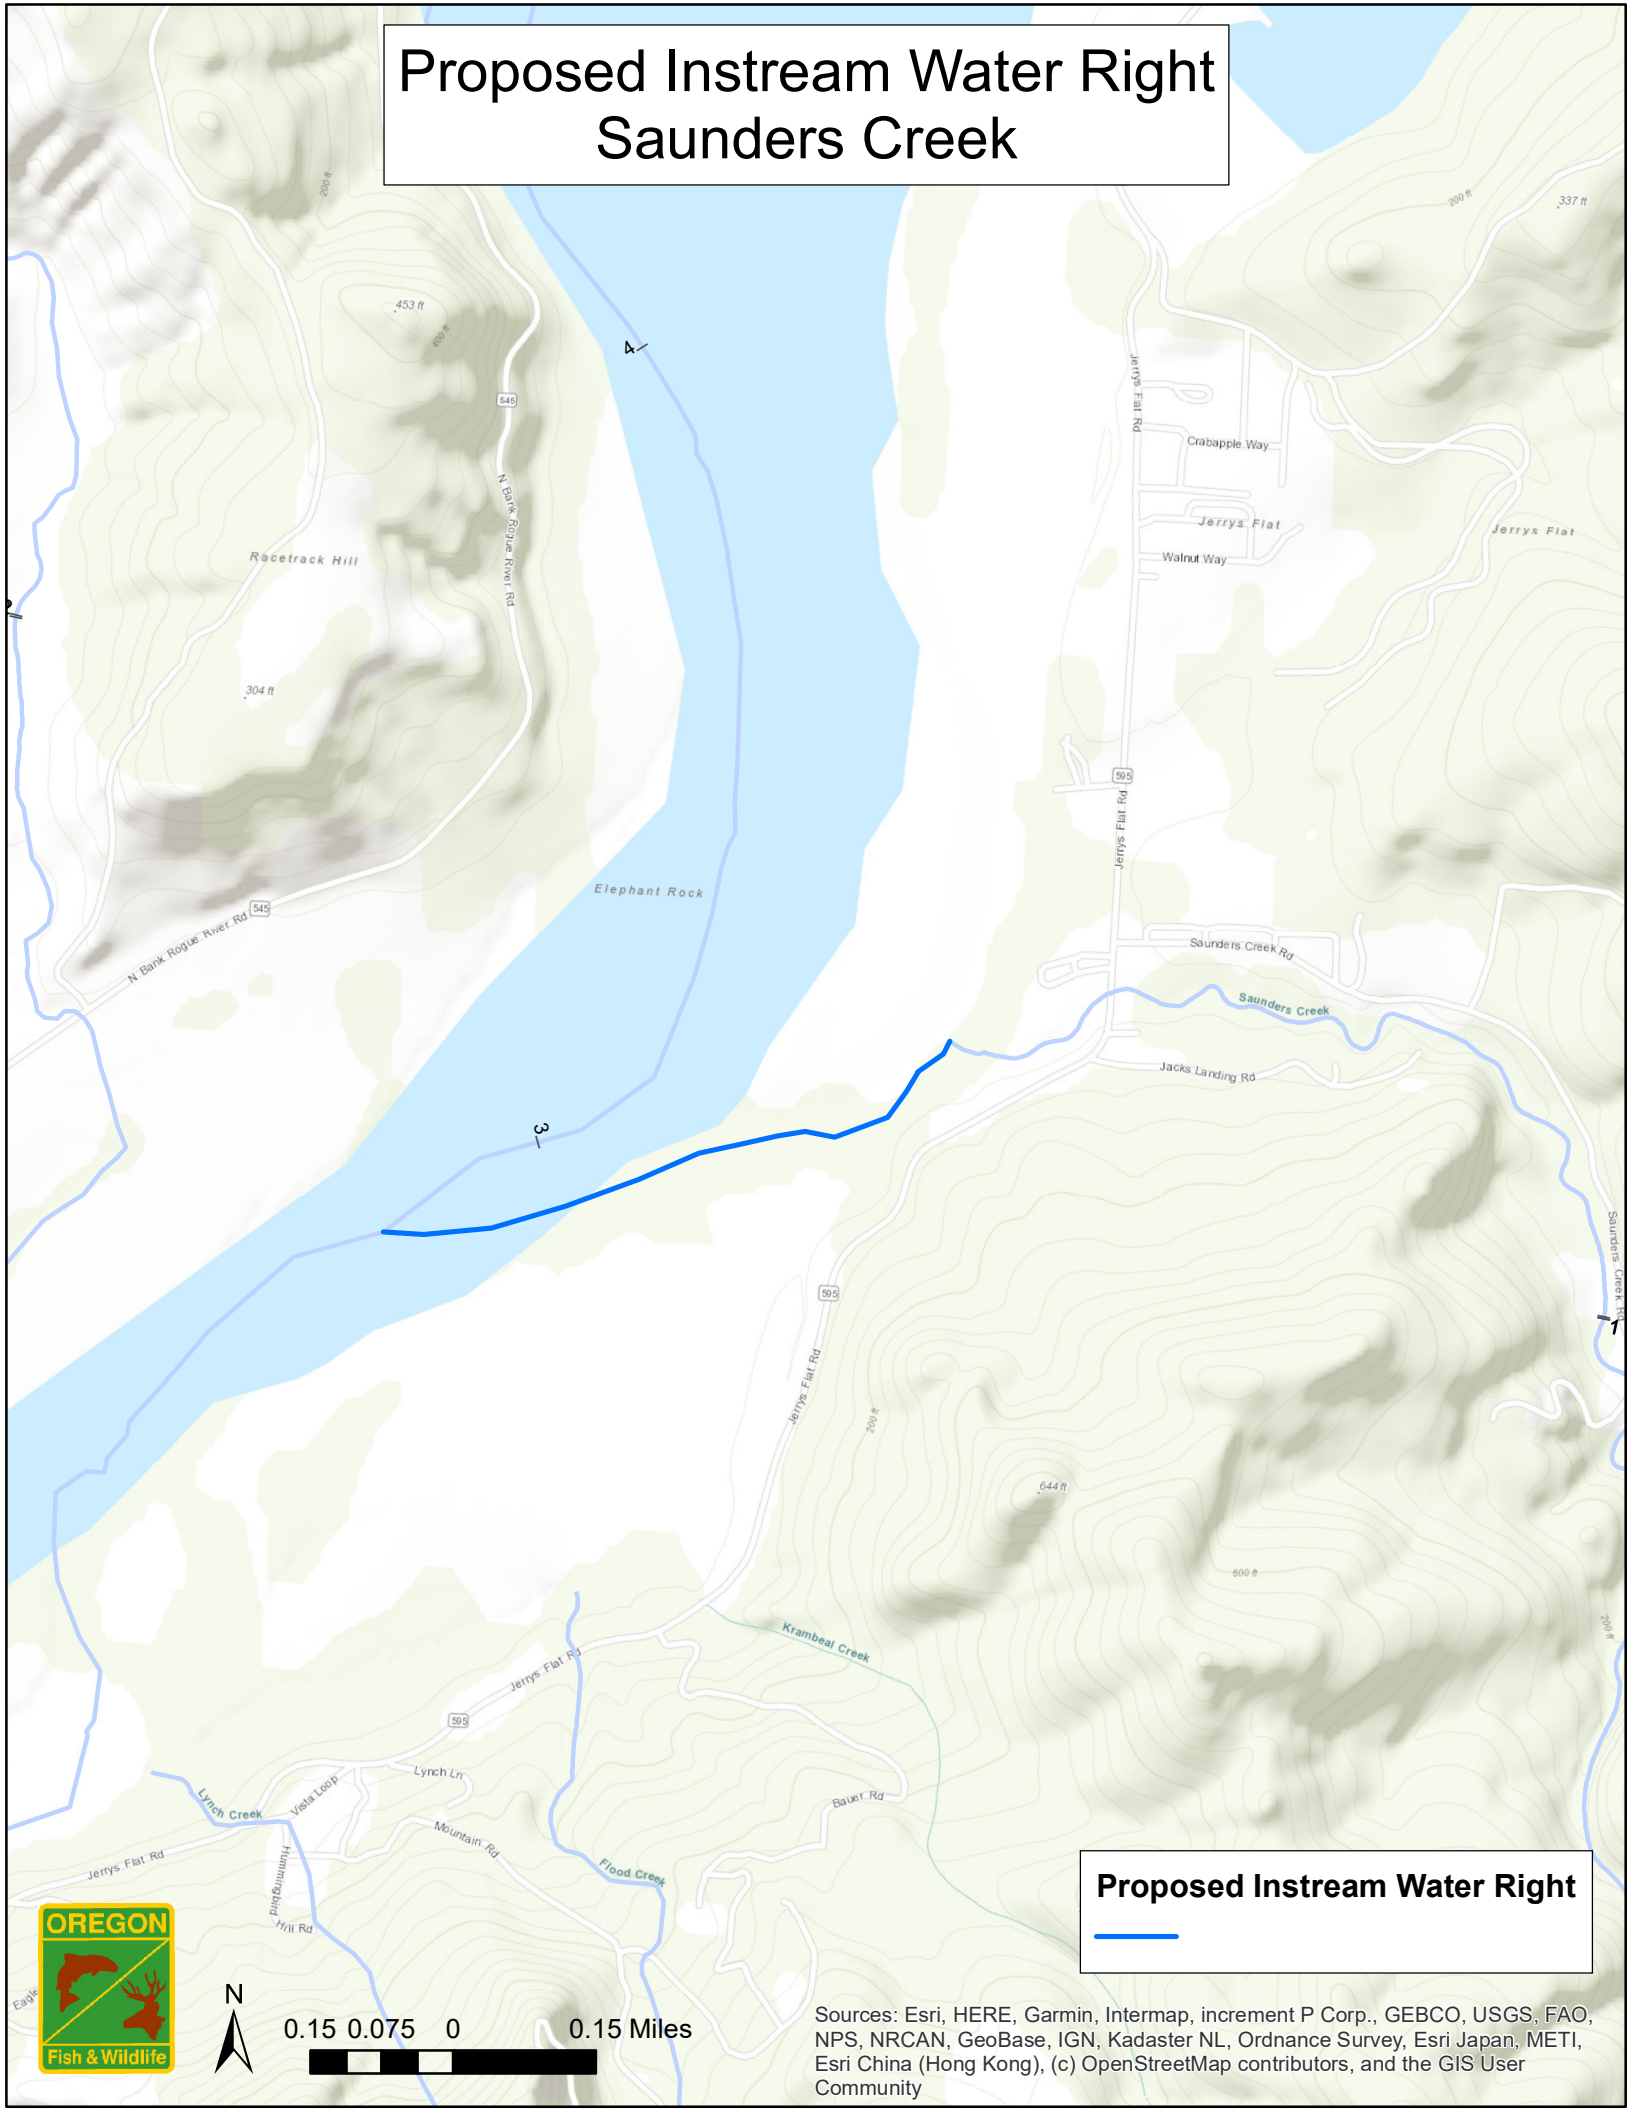 Proposed Instream Water Right
Saunders Creek
200 ft
453 ft
400 ft
4
545
N Bank Rogue River Rd
Racetrack Hill
304 ft
Elephant Rock
545
N Bank Rogue River Rd
200 ft
337 ft
Jerrys Flat Rd
Crabapple Way
Jerrys Flat
Jerrys Flat
Walnut Way
595
Jerrys Flat Rd
Saunders Creek Rd
Saunders Creek
Jacks Landing Rd
3
595
Jerrys Flat Rd
200 ft
Saunders Creek Rd
1
644 ft
600 ft
200 ft
Krambeal Creek
Jerrys Flat Rd
595
Lynch Ln
Vista Loop
Lynch Creek
Bauer Rd
Mountain Rd
Jerrys Flat Rd
Hummingbird
Hill Rd
Flood Creek
Eagle
Proposed Instream Water Right
OREGON
Fish & Wildlife
N
0.15 0.075 0 0.15 Miles
Sources: Esri, HERE, Garmin, Intermap, increment P Corp., GEBCO, USGS, FAO,
NPS, NRCAN, GeoBase, IGN, Kadaster NL, Ordnance Survey, Esri Japan, METI,
Esri China (Hong Kong), (c) OpenStreetMap contributors, and the GIS User
Community